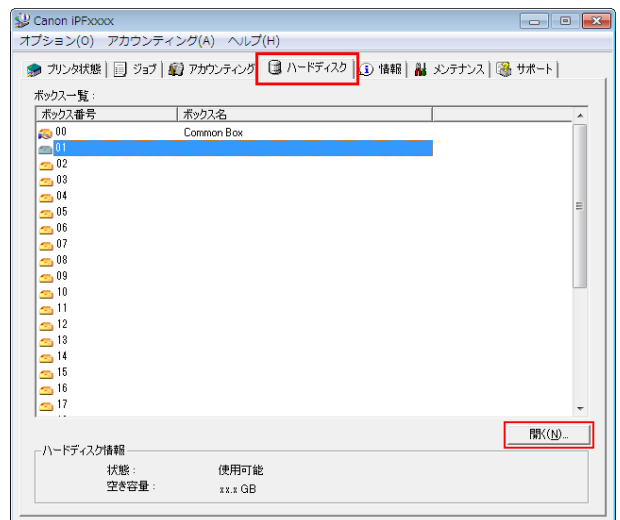 Canon iPFxxxx
オプション(O) アカウンティング(A) ヘルプ(H)
プリンタ状態 ジョブ アカウンティング ハードディスク 情報 メンテナンス サポート
ボックス一覧 :
ボックス番号 ボックス名
00 Common Box
01
02
03
04
05
06
07
08
09
10
11
12
13
14
15
16
17
開く(N)...
ハードディスク情報
状態 : 使用可能
空き容量 : xx.x GB